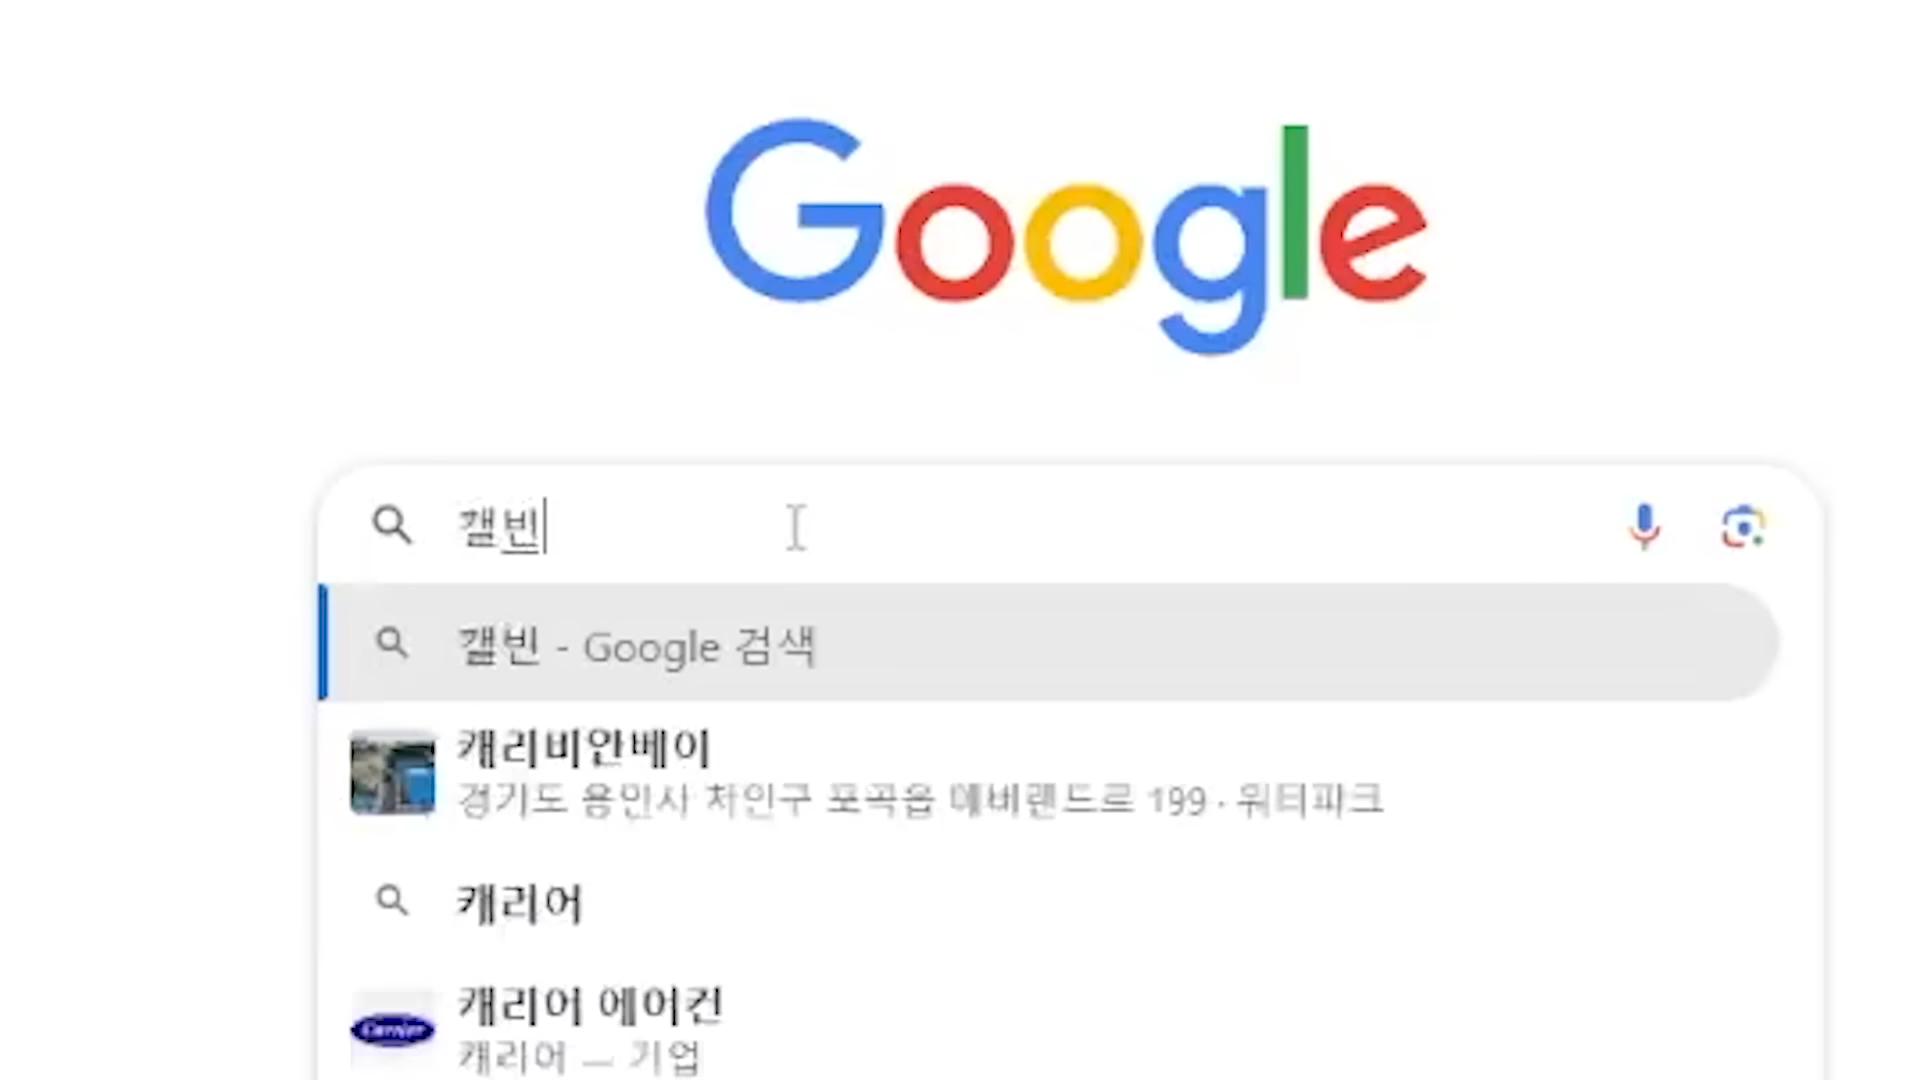 Google
캘빈
캘빈 - Google 검색
캐리비안베이
경기도 용인시 처인구 포곡읍 에버랜드로 199 · 워터파크
캐리어
캐리어 에어컨
Carrier
캐리어 — 기업